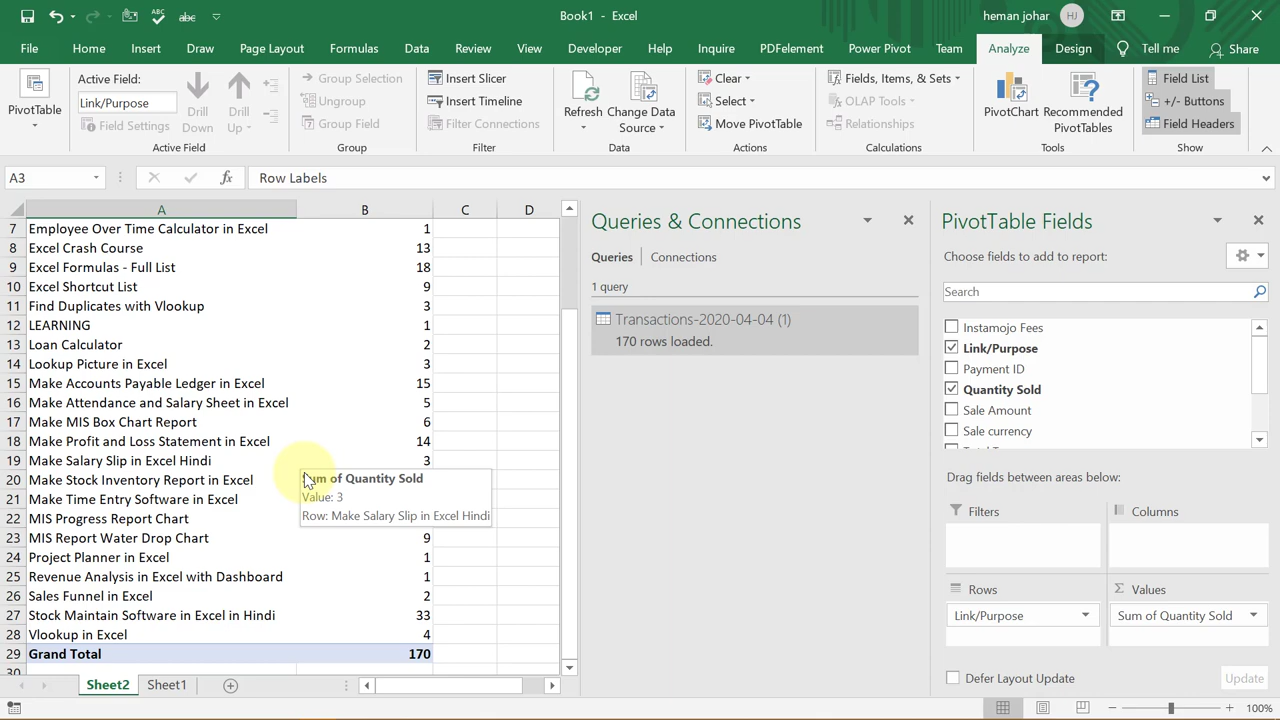 Book1 - Excel
heman johar HJ
ABC abc
File Home Insert Draw Page Layout Formulas Data Review View Developer Help Inquire PDFelement Power Pivot Team Analyze Design Tell me Share
PivotTable
Active Field:
Link/Purpose
Field Settings
Drill Down
Drill Up
Active Field
Group Selection
Ungroup
Group Field
Group
Insert Slicer
Insert Timeline
Filter Connections
Filter
Refresh
Change Data Source
Data
Clear
Select
Move PivotTable
Actions
Fields, Items, & Sets
OLAP Tools
Relationships
Calculations
PivotChart
Recommended PivotTables
Tools
Field List
+/- Buttons
Field Headers
Show
A3 fx Row Labels
A B C D
7 Employee Over Time Calculator in Excel 1
8 Excel Crash Course 13
9 Excel Formulas - Full List 18
10 Excel Shortcut List 9
11 Find Duplicates with Vlookup 3
12 LEARNING 1
13 Loan Calculator 2
14 Lookup Picture in Excel 3
15 Make Accounts Payable Ledger in Excel 15
16 Make Attendance and Salary Sheet in Excel 5
17 Make MIS Box Chart Report 6
18 Make Profit and Loss Statement in Excel 14
19 Make Salary Slip in Excel Hindi 3
20 Make Stock Inventory Report in Excel
21 Make Time Entry Software in Excel
22 MIS Progress Report Chart
23 MIS Report Water Drop Chart 9
24 Project Planner in Excel 1
25 Revenue Analysis in Excel with Dashboard 1
26 Sales Funnel in Excel 2
27 Stock Maintain Software in Excel in Hindi 33
28 Vlookup in Excel 4
29 Grand Total 170
30
Sum of Quantity Sold
Value: 3
Row: Make Salary Slip in Excel Hindi
Sheet2 Sheet1
Queries & Connections
Queries Connections
1 query
Transactions-2020-04-04 (1)
170 rows loaded.
PivotTable Fields
Choose fields to add to report:
Search
Instamojo Fees
Link/Purpose
Payment ID
Quantity Sold
Sale Amount
Sale currency
Drag fields between areas below:
Filters
Columns
Rows
Link/Purpose
Σ Values
Sum of Quantity Sold
Defer Layout Update
Update
100%